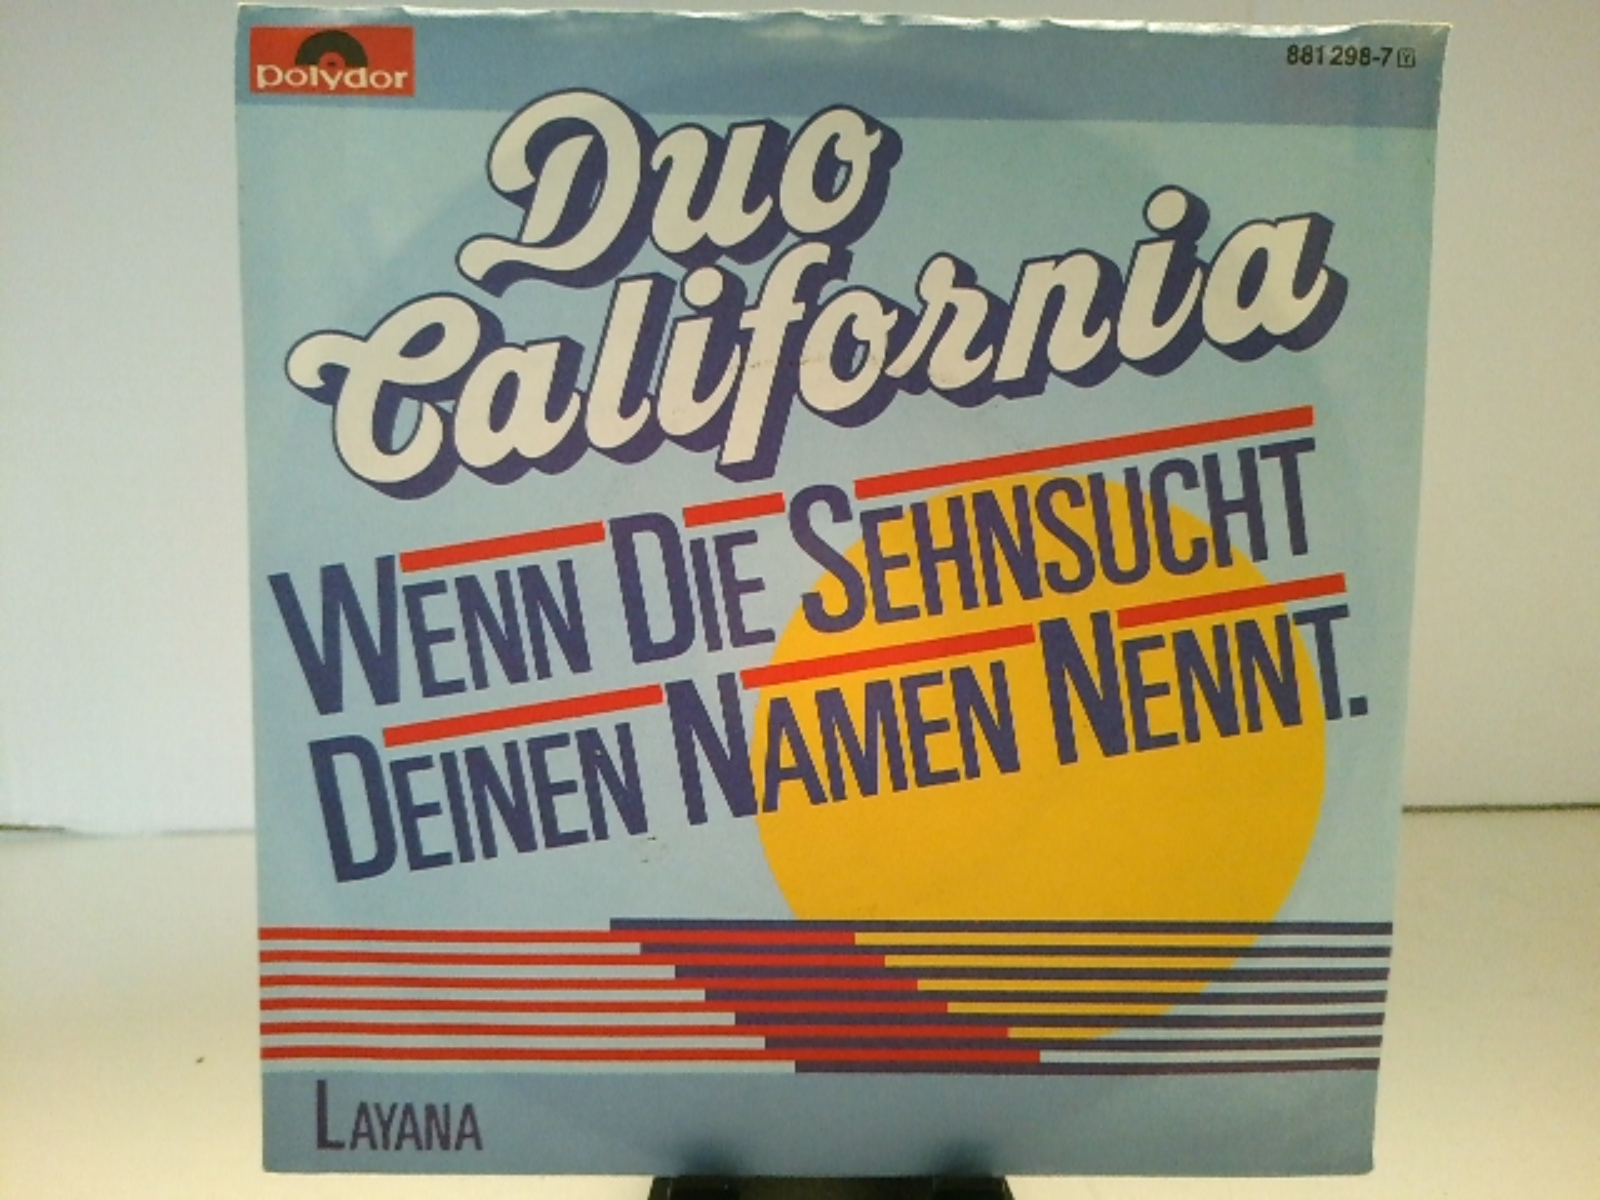 polydor
881 298-7 Y
Duo
California
WENN DIE SEHNSUCHT
DEINEN NAMEN NENNT.
LAYANA